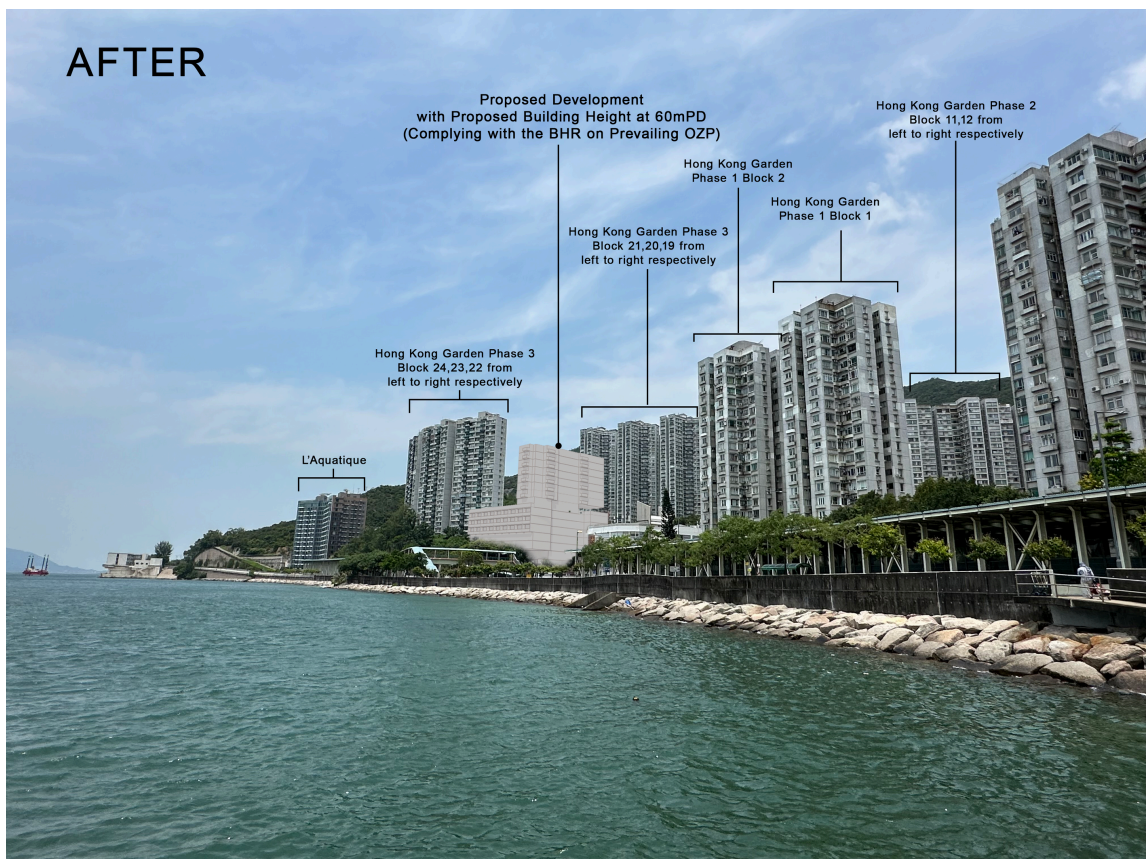 AFTER
Proposed Development
with Proposed Building Height at 60mPD
(Complying with the BHR on Prevailing OZP)
Hong Kong Garden Phase 2
Block 11,12 from
left to right respectively
Hong Kong Garden
Phase 1 Block 2
Hong Kong Garden
Phase 1 Block 1
Hong Kong Garden Phase 3
Block 21,20,19 from
left to right respectively
Hong Kong Garden Phase 3
Block 24,23,22 from
left to right respectively
L'Aquatique